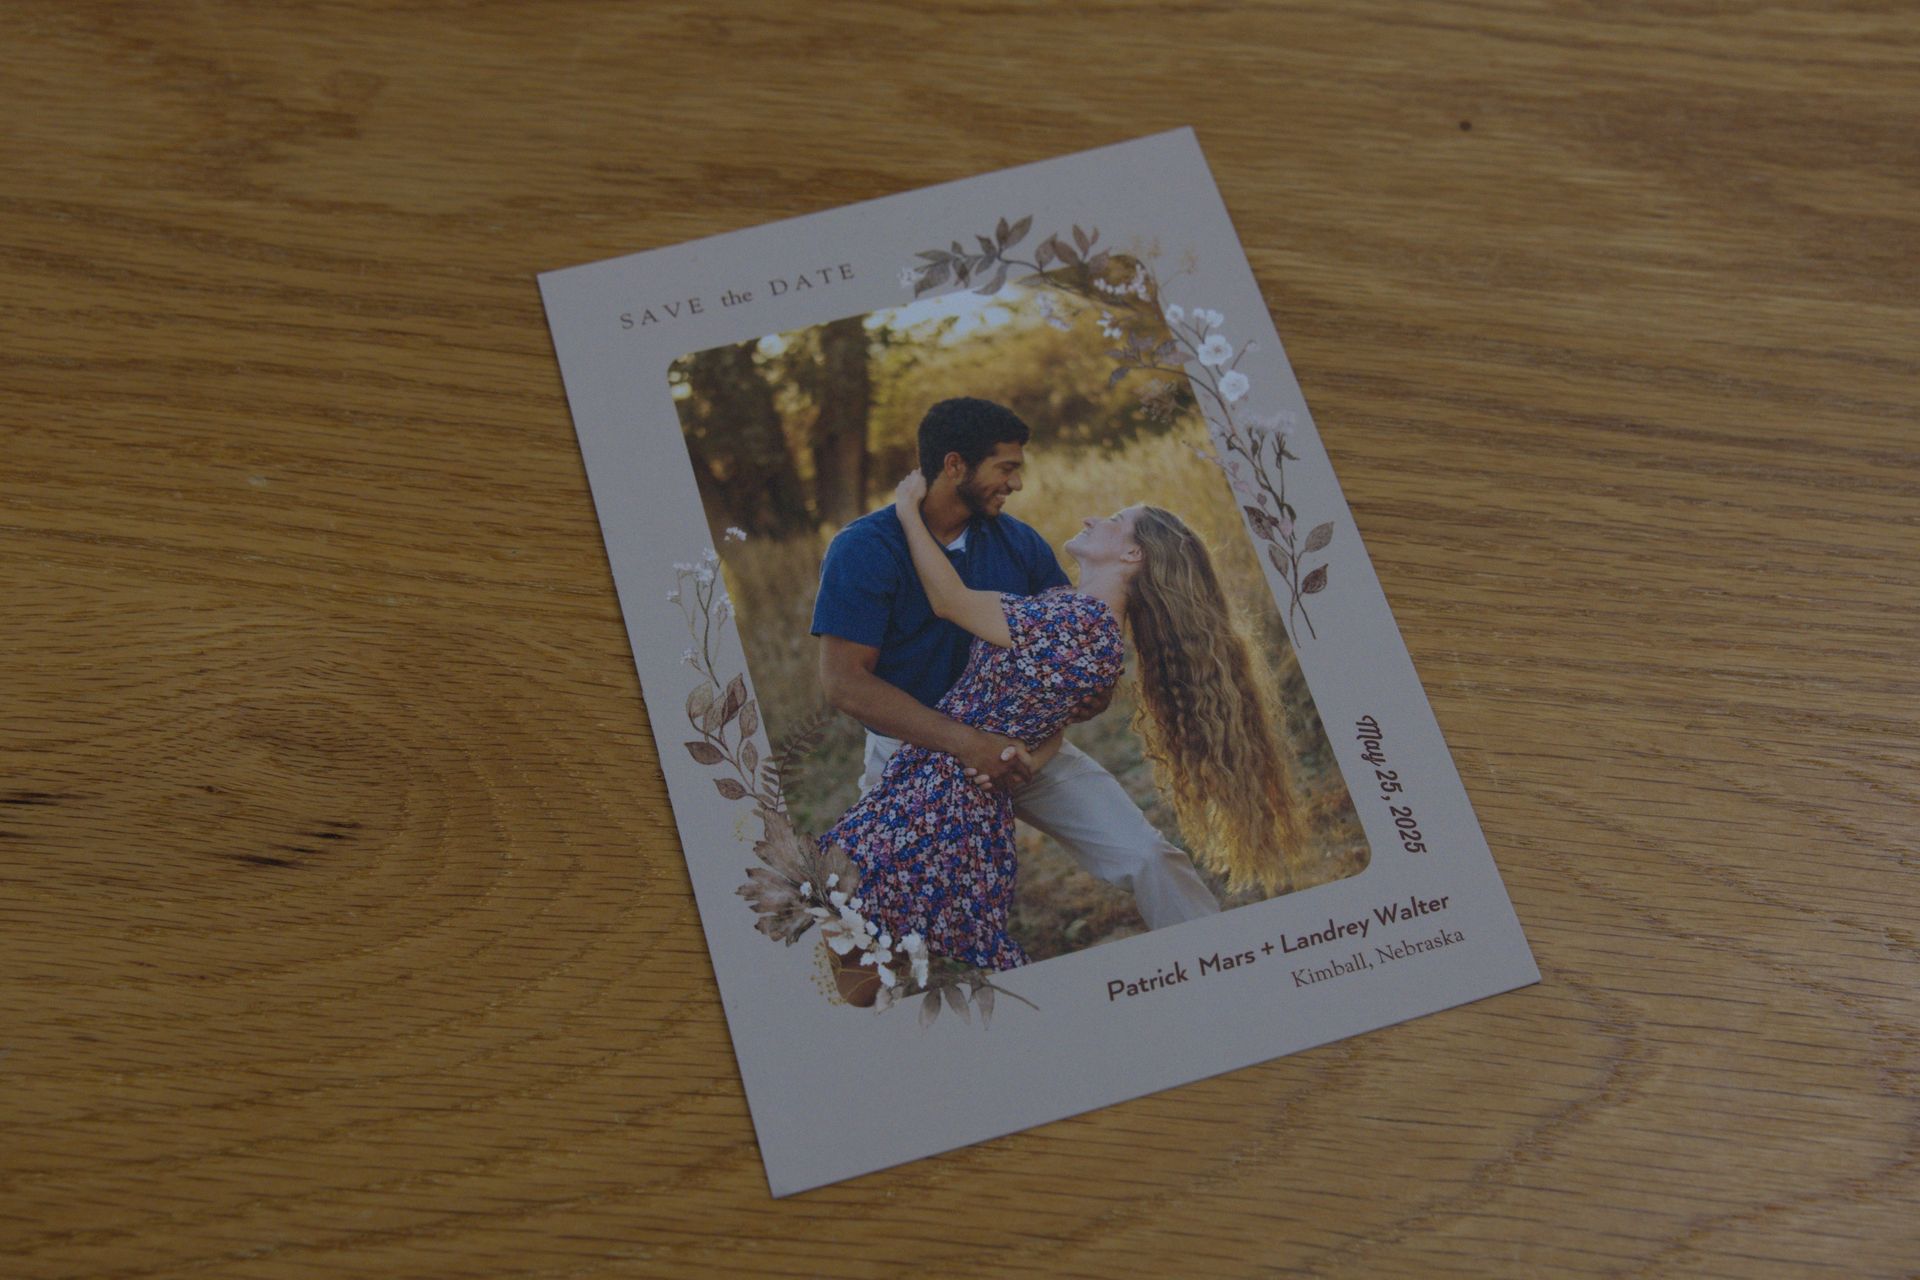 SAVE the DATE
May 25, 2025
Patrick Mars + Landrey Walter
Kimball, Nebraska